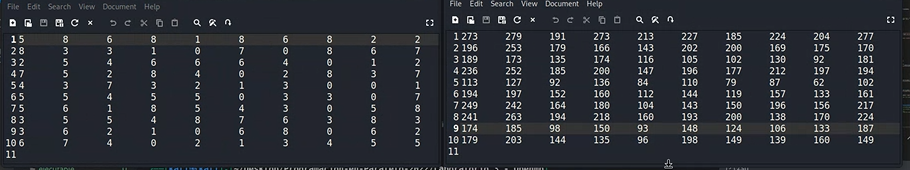 File Edit View Document Help
1 5 8 6 8 1 8 6 8 2 2
2 8 3 3 1 0 7 0 8 6 7
3 2 5 4 6 6 6 4 0 1 2
4 7 5 2 8 4 0 2 8 3 7
5 4 3 7 3 2 1 3 0 0 1
6 5 5 4 5 5 0 3 3 0 7
7 5 6 1 8 5 4 3 0 5 8
8 3 5 5 4 8 7 6 3 8 3
9 3 6 2 1 0 6 8 0 6 2
10 6 7 4 0 2 1 3 4 5 5
11
File Edit View Document Help
1 273 279 191 273 213 227 185 224 204 277
2 196 253 179 166 143 202 200 169 175 170
3 189 173 135 174 116 105 102 130 92 181
4 236 252 185 200 147 196 177 212 197 194
5 113 127 92 136 84 110 79 87 62 102
6 194 197 152 160 112 144 119 157 133 161
7 249 242 164 180 104 143 150 196 156 217
8 241 263 194 218 160 193 200 138 170 224
9 174 185 98 150 93 148 124 106 133 187
10 179 203 144 135 96 198 149 139 160 149
11